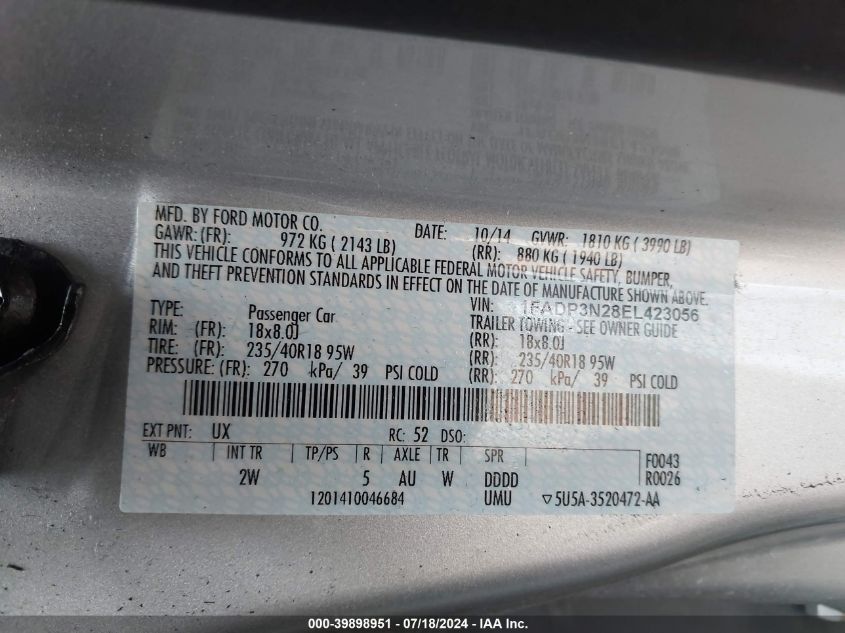 MFD. BY FORD MOTOR CO. DATE: 10/14 GVWR: 1810 KG ( 3990 LB)
GAWR: (FR): 972 KG ( 2143 LB) (RR): 880 KG ( 1940 LB)
THIS VEHICLE CONFORMS TO ALL APPLICABLE FEDERAL MOTOR VEHICLE SAFETY, BUMPER,
AND THEFT PREVENTION STANDARDS IN EFFECT ON THE DATE OF MANUFACTURE SHOWN ABOVE.
VIN: 1FADP3N28EL423056
TYPE: Passenger Car TRAILER TOWING - SEE OWNER GUIDE
RIM: (FR): 18x8.0J (RR): 18x8.0J
TIRE: (FR): 235/40R18 95W (RR): 235/40R18 95W
PRESSURE: (FR): 270 kPa/ 39 PSI COLD (RR): 270 kPa/ 39 PSI COLD
EXT PNT: UX RC: 52 DSO:
WB INT TR TP/PS R AXLE TR SPR F0043
2W 5 AU W DDDD R0026
1201410046684 UMU ▽5U5A-3520472-AA
000-39898951 - 07/18/2024 - IAA Inc.